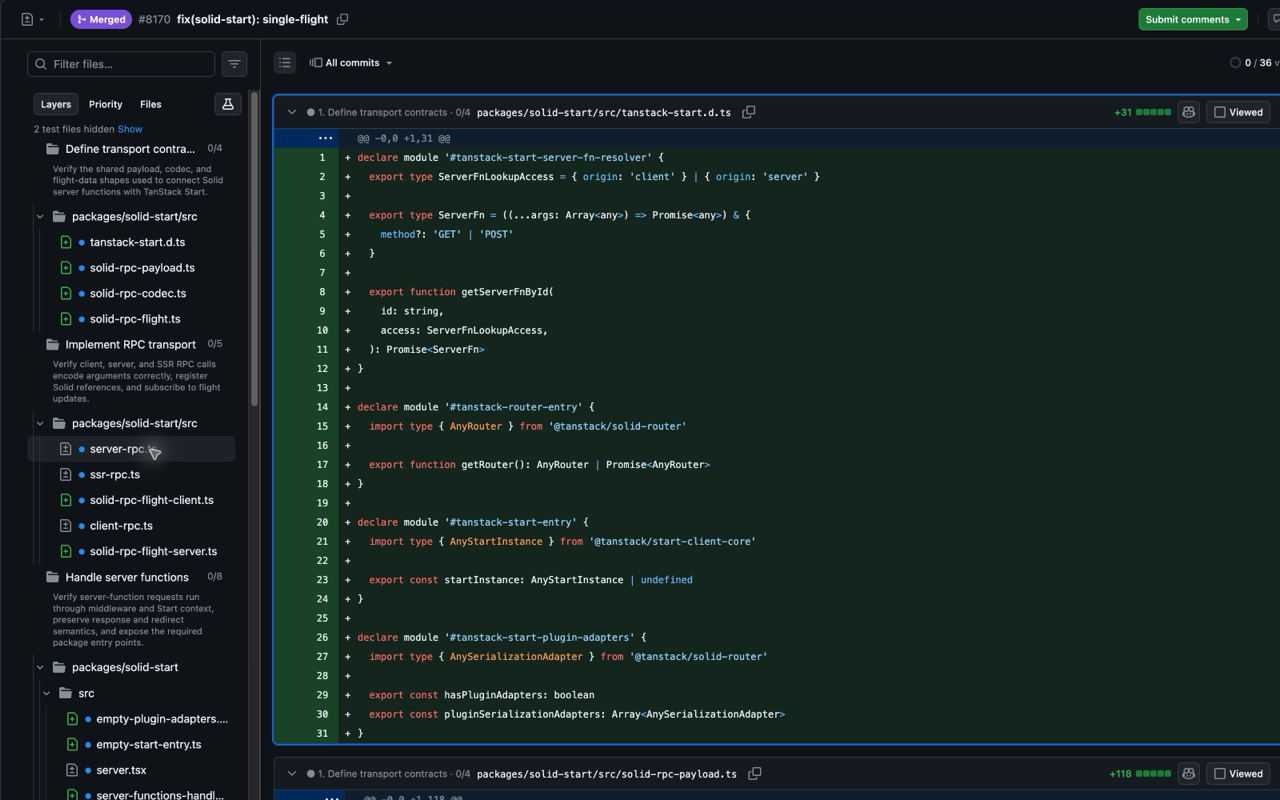 Merged #8170 fix(solid-start): single-flight
Submit comments
Filter files...
All commits
0 / 36
Layers Priority Files
2 test files hidden Show
Define transport contra... 0/4
Verify the shared payload, codec, and
flight-data shapes used to connect Solid
server functions with TanStack Start.
packages/solid-start/src
tanstack-start.d.ts
solid-rpc-payload.ts
solid-rpc-codec.ts
solid-rpc-flight.ts
Implement RPC transport 0/5
Verify client, server, and SSR RPC calls
encode arguments correctly, register
Solid references, and subscribe to flight
updates.
packages/solid-start/src
server-rpc.ts
ssr-rpc.ts
solid-rpc-flight-client.ts
client-rpc.ts
solid-rpc-flight-server.ts
Handle server functions 0/8
Verify server-function requests run
through middleware and Start context,
preserve response and redirect
semantics, and expose the required
package entry points.
packages/solid-start
src
empty-plugin-adapters....
empty-start-entry.ts
server.tsx
server-functions-handl...
1. Define transport contracts · 0/4 packages/solid-start/src/tanstack-start.d.ts +31 Viewed
... @@ -0,0 +1,31 @@
1 + declare module '#tanstack-start-server-fn-resolver' {
2 + export type ServerFnLookupAccess = { origin: 'client' } | { origin: 'server' }
3 +
4 + export type ServerFn = ((...args: Array<any>) => Promise<any>) & {
5 + method?: 'GET' | 'POST'
6 + }
7 +
8 + export function getServerFnById(
9 + id: string,
10 + access: ServerFnLookupAccess,
11 + ): Promise<ServerFn>
12 + }
13 +
14 + declare module '#tanstack-router-entry' {
15 + import type { AnyRouter } from '@tanstack/solid-router'
16 +
17 + export function getRouter(): AnyRouter | Promise<AnyRouter>
18 + }
19 +
20 + declare module '#tanstack-start-entry' {
21 + import type { AnyStartInstance } from '@tanstack/start-client-core'
22 +
23 + export const startInstance: AnyStartInstance | undefined
24 + }
25 +
26 + declare module '#tanstack-start-plugin-adapters' {
27 + import type { AnySerializationAdapter } from '@tanstack/solid-router'
28 +
29 + export const hasPluginAdapters: boolean
30 + export const pluginSerializationAdapters: Array<AnySerializationAdapter>
31 + }
1. Define transport contracts · 0/4 packages/solid-start/src/solid-rpc-payload.ts +118 Viewed
... @@ -0,0 +1,118 @@